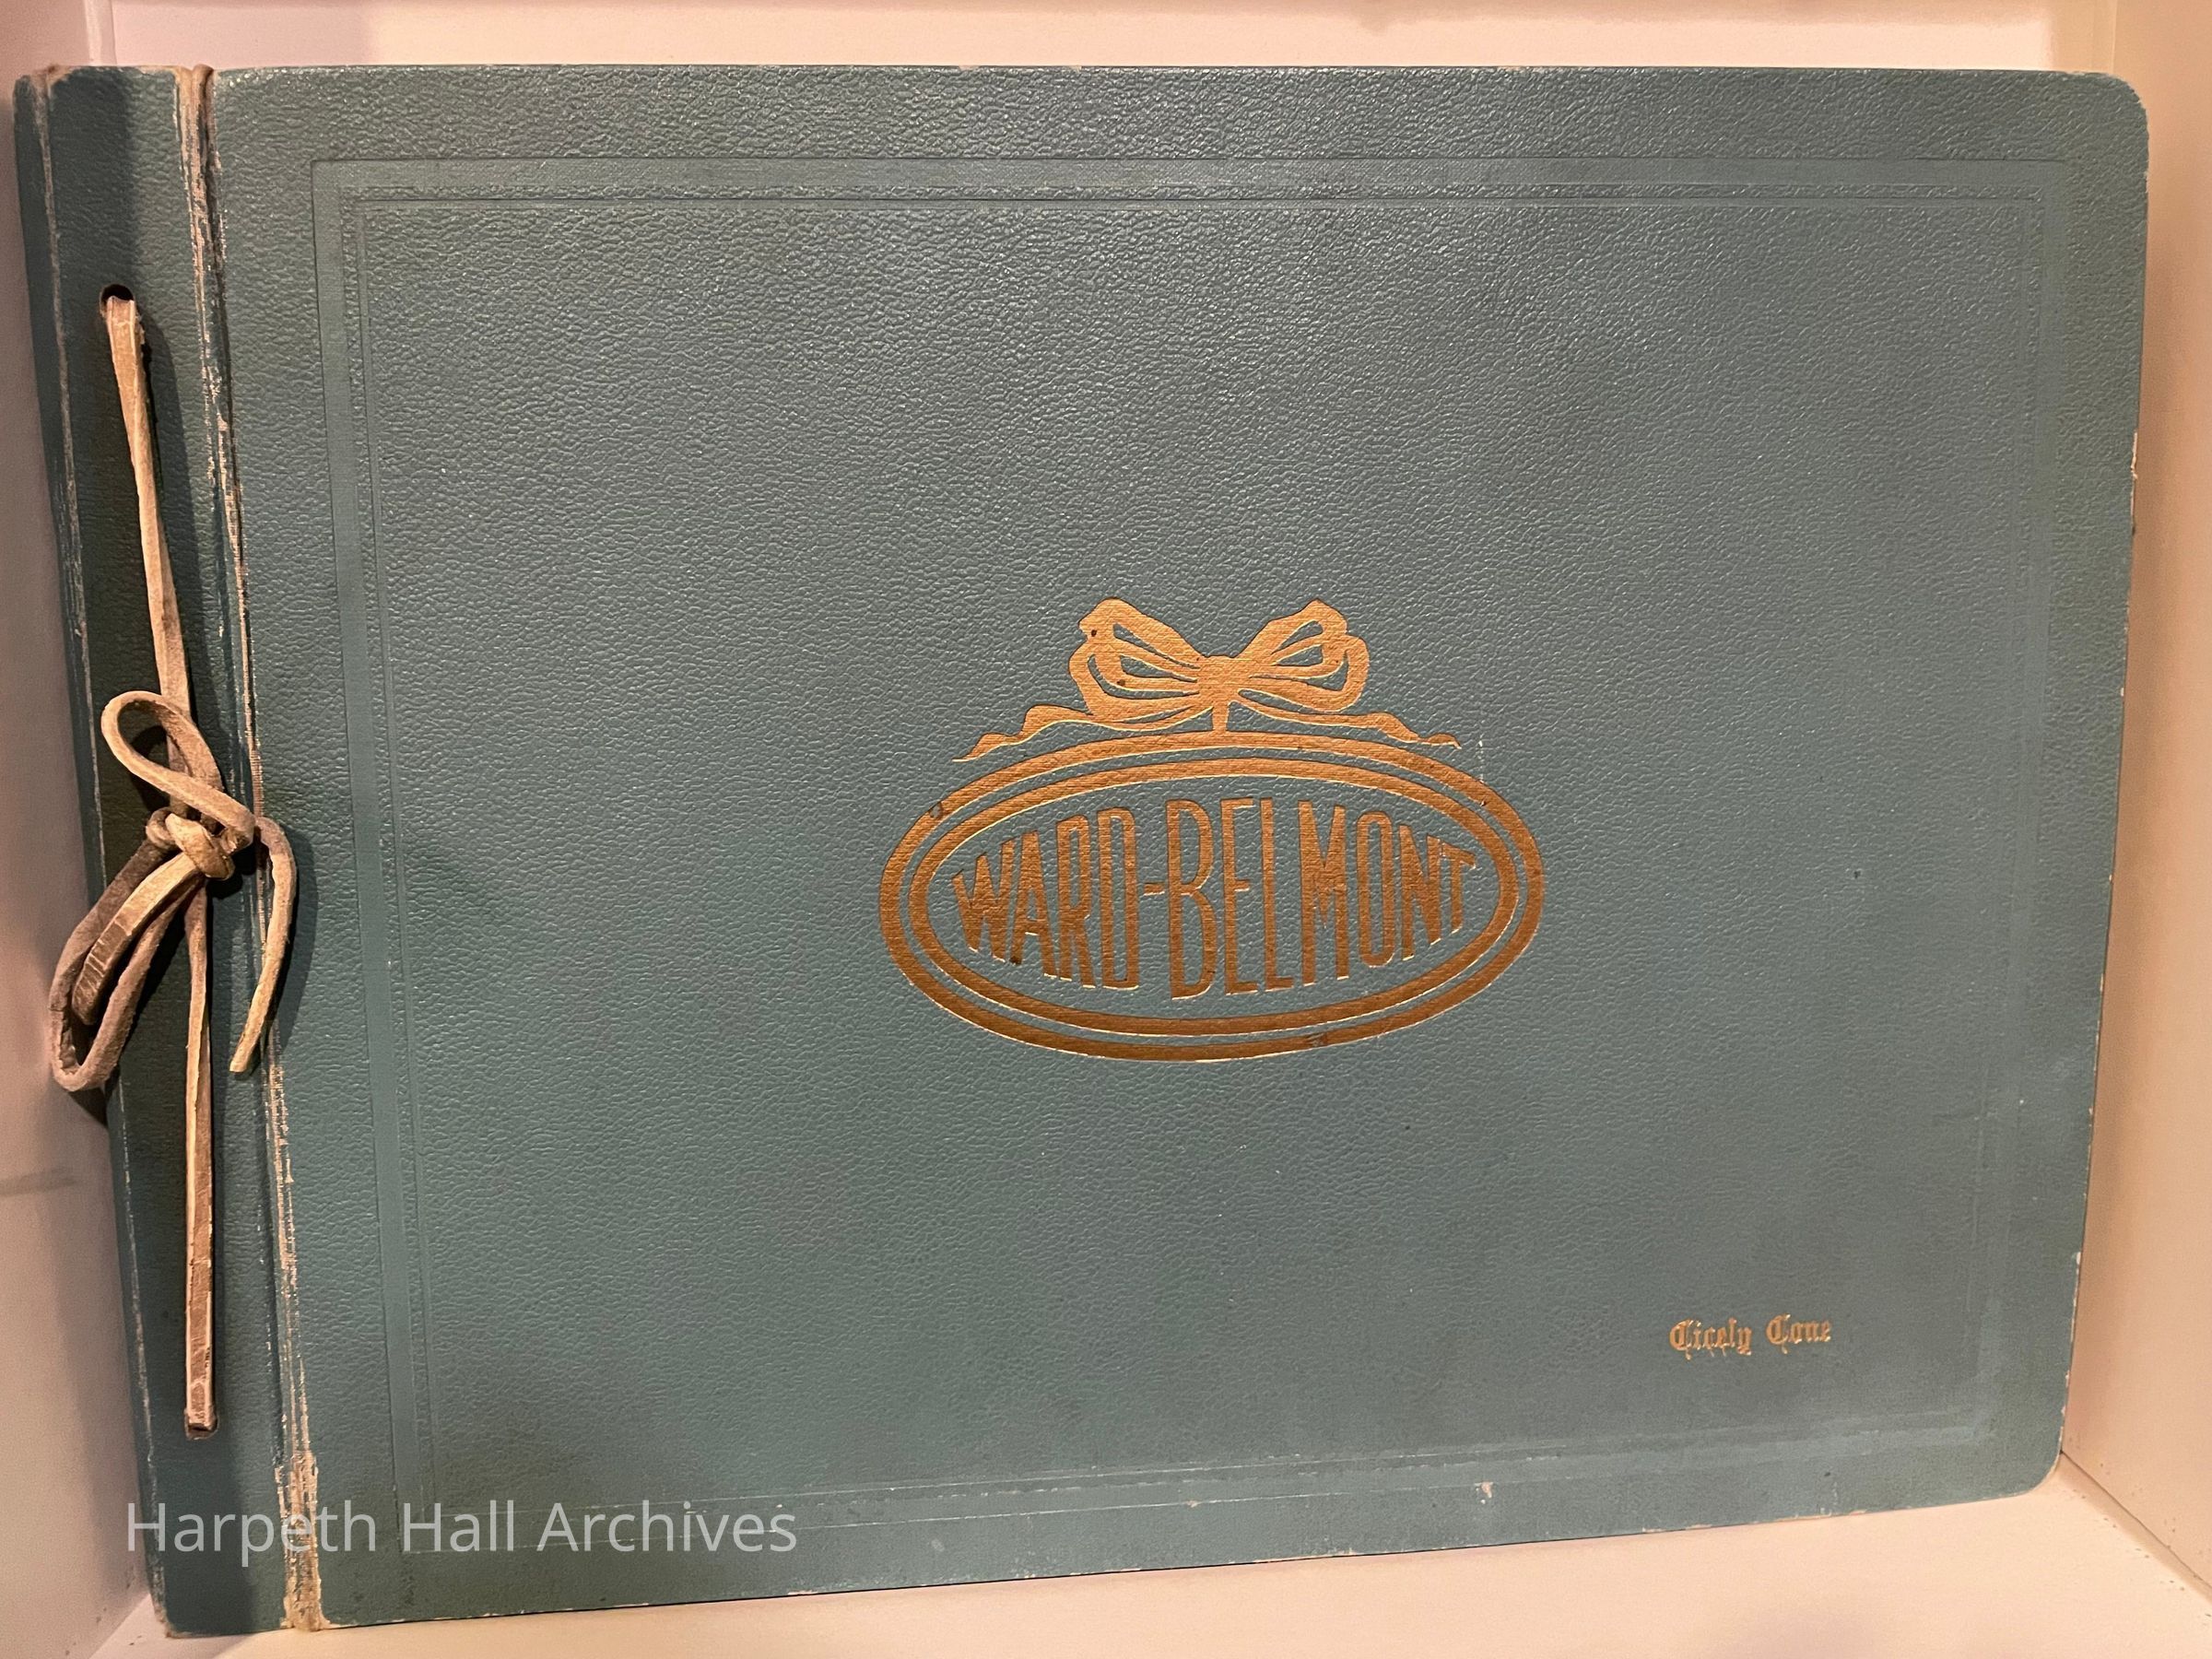 WARD-BELMONT
Cicely Cone
Harpeth Hall Archives